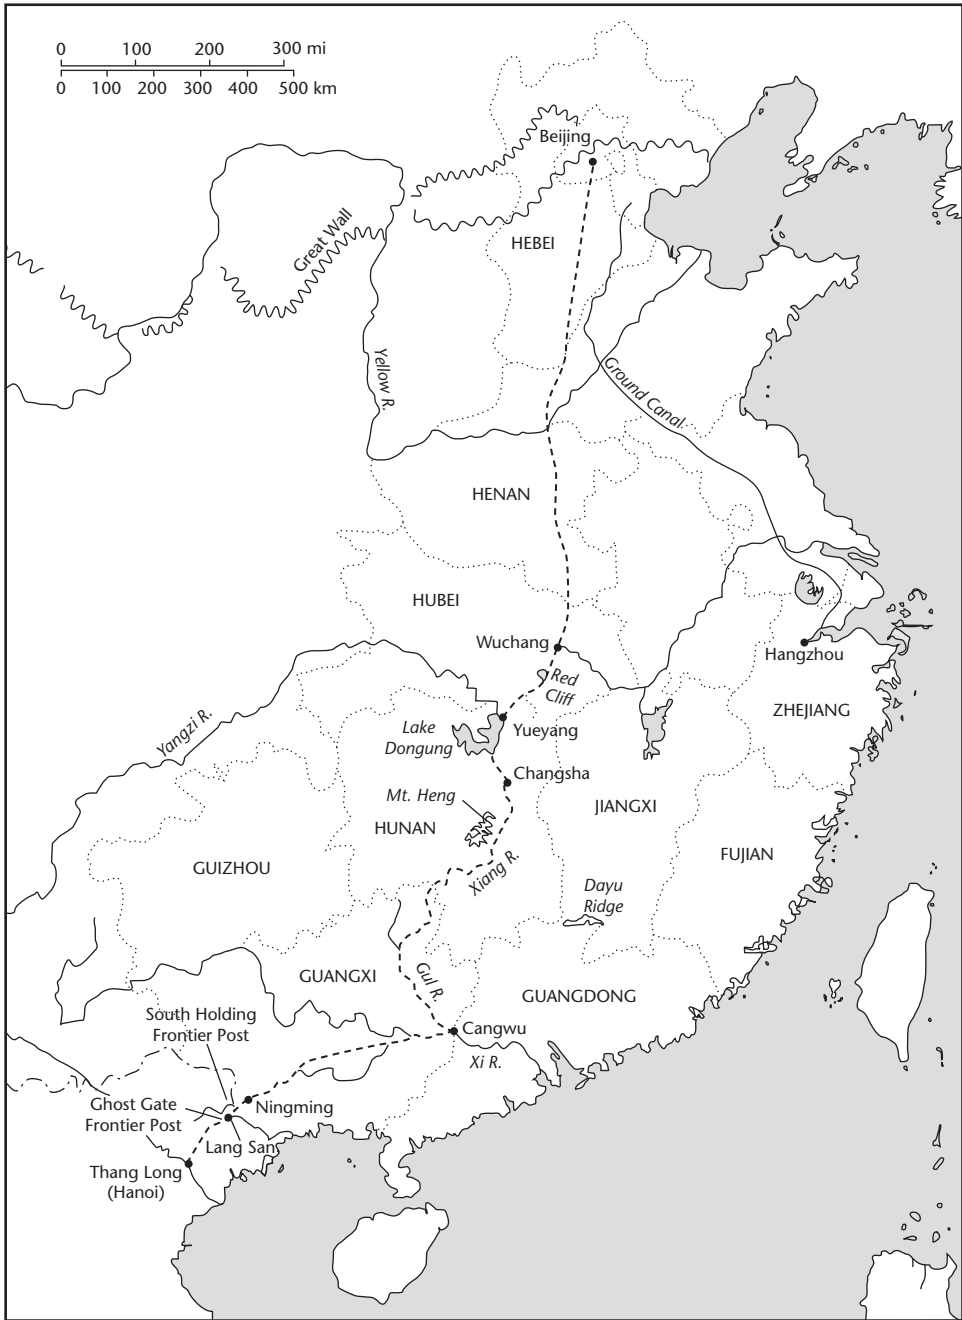 0 100 200 300 mi
0 100 200 300 400 500 km
Beijing
Great Wall
HEBEI
Yellow R.
Ground Canal
HENAN
HUBEI
Wuchang
Hangzhou
Red
Cliff
ZHEJIANG
Yangzi R.
Lake
Dongung
Yueyang
Changsha
Mt. Heng
JIANGXI
HUNAN
FUJIAN
GUIZHOU
Xiang R.
Dayu
Ridge
GUANGXI
Gul R.
GUANGDONG
South Holding
Frontier Post
Cangwu
Xi R.
Ghost Gate
Frontier Post
Ningming
Lang San
Thang Long
(Hanoi)